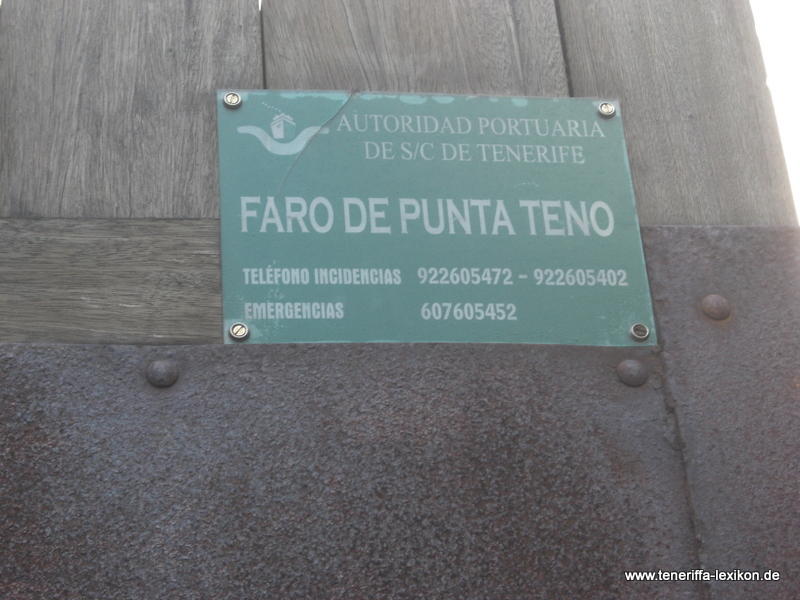 AUTORIDAD PORTUARIA
DE S/C DE TENERIFE
FARO DE PUNTA TENO
TELÉFONO INCIDENCIAS 922605472 - 922605402
EMERGENCIAS 607605452
www.teneriffa-lexikon.de